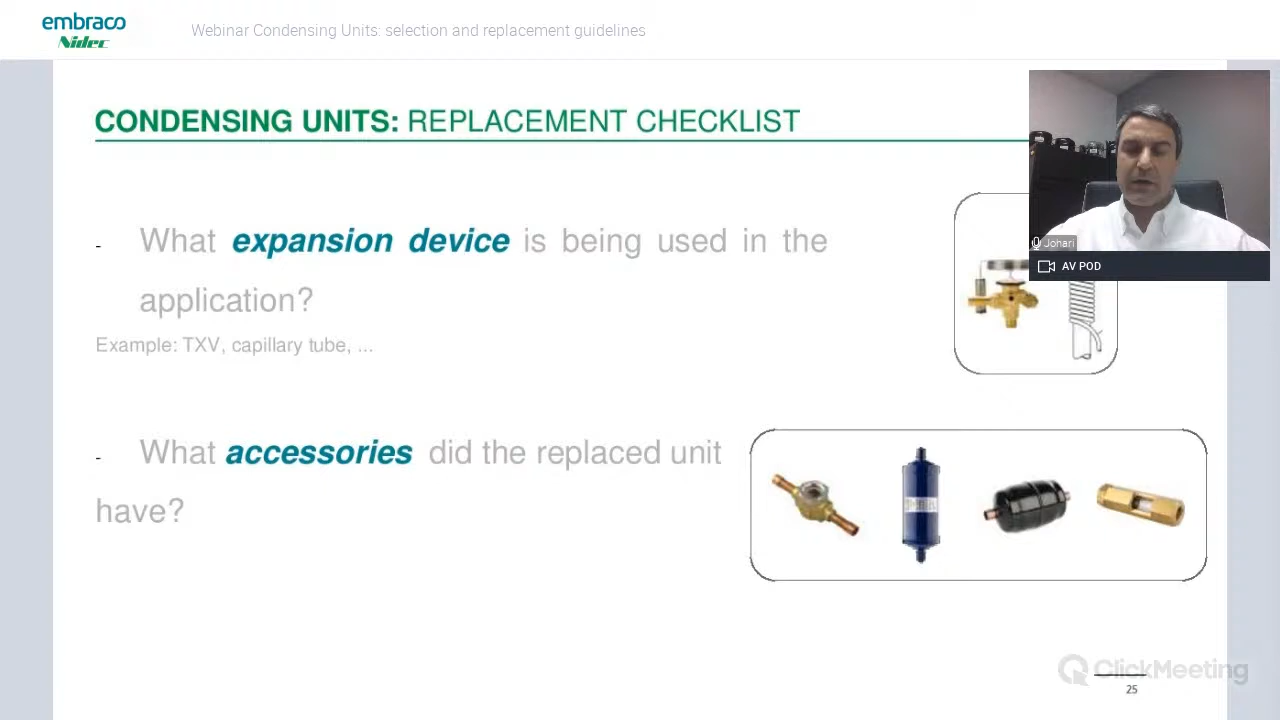 embraco
Nidec
Webinar Condensing Units: selection and replacement guidelines
CONDENSING UNITS: REPLACEMENT CHECKLIST
- What expansion device is being used in the
application?
Example: TXV, capillary tube, ...
- What accessories did the replaced unit
have?
Johari
AV POD
ClickMeeting
25